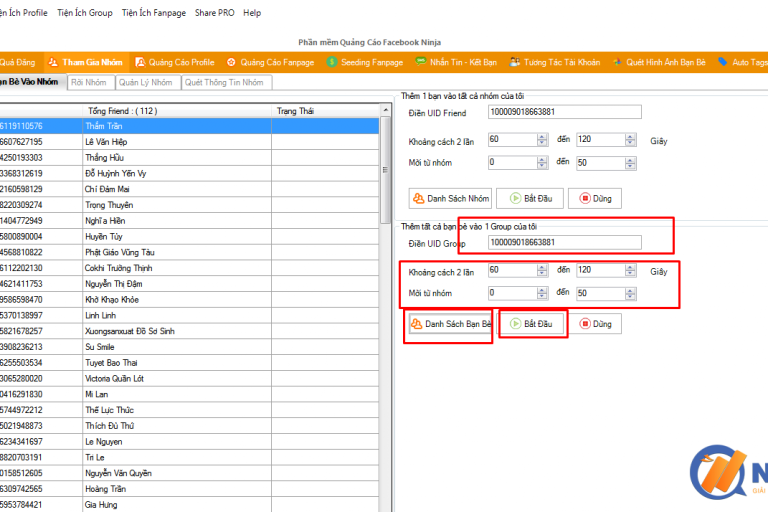 ện Ích Profile Tiện Ích Group Tiện Ích Fanpage Share PRO Help
Phần mềm Quảng Cáo Facebook Ninja
Quả Đăng Tham Gia Nhóm Quảng Cáo Profile Quảng Cáo Fanpage Seeding Fanpage Nhắn Tin - Kết Bạn Tương Tác Tài Khoản Quét Hình Ảnh Bạn Bè Auto Tags
ạn Bè Vào Nhóm Rời Nhóm Quản Lý Nhóm Quét Thông Tin Nhóm
Tổng Friend : ( 112 ) Trạng Thái
6119110576 Thắm Trần
6607627195 Lê Văn Hiệp
4250193303 Thắng Hữu
3368312619 Đỗ Huỳnh Yến Vy
2160598129 Chí Đảm Mai
8220309274 Trọng Thuyên
1404772949 Nghĩa Hiền
5800890004 Huyền Túy
4568810822 Phật Giáo Vũng Tàu
6112202130 Cokhi Trường Thịnh
4621411753 Nguyễn Thị Đậm
9586598470 Khờ Khạo Khỏe
5370138997 Linh Linh
5821678257 Xuongsanxuat Đồ Sơ Sinh
3908236213 Su Smile
6255503534 Tuyet Bao Thai
3065280020 Victoria Quần Lót
0416291830 Mi Lan
5744972212 Thế Lực Thức
5021948873 Thích Đủ Thứ
6234341697 Le Nguyen
8820703191 Tri Le
0158512605 Nguyễn Văn Quyền
6309742565 Hoàng Trần
5953784421 Gia Hưng
Thêm 1 bạn vào tất cả nhóm của tôi
Điền UID Friend 100009018663881
Khoảng cách 2 lần 60 đến 120 Giây
Mời từ nhóm 0 đến 50
Danh Sách Nhóm Bắt Đầu Dừng
Thêm tất cả bạn bè vào 1 Group của tôi
Điền UID Group 100009018663881
Khoảng cách 2 lần 60 đến 120 Giây
Mời từ nhóm 0 đến 50
Danh Sách Bạn Bè Bắt Đầu Dừng
N
GIẢI